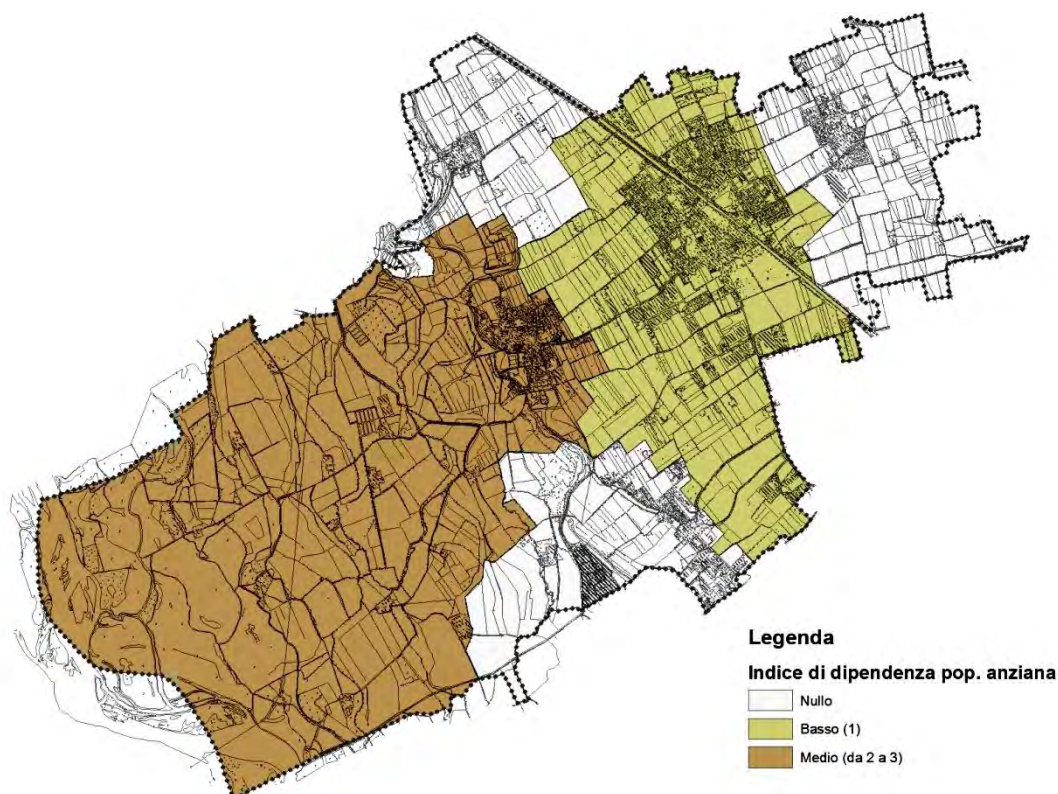 Legenda
Indice di dipendenza pop. anziana
Nullo
Basso (1)
Medio (da 2 a 3)